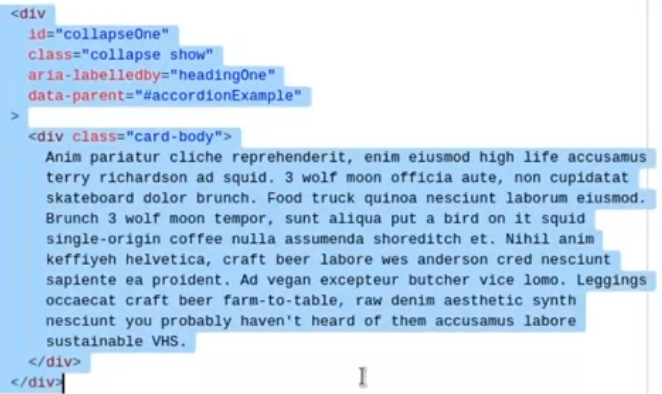 <div
id="collapseOne"
class="collapse show"
aria-labelledby="headingOne"
data-parent="#accordionExample"
>
<div class="card-body">
Anim pariatur cliche reprehenderit, enim eiusmod high life accusamus
terry richardson ad squid. 3 wolf moon officia aute, non cupidatat
skateboard dolor brunch. Food truck quinoa nesciunt laborum eiusmod.
Brunch 3 wolf moon tempor, sunt aliqua put a bird on it squid
single-origin coffee nulla assumenda shoreditch et. Nihil anim
keffiyeh helvetica, craft beer labore wes anderson cred nesciunt
sapiente ea proident. Ad vegan excepteur butcher vice lomo. Leggings
occaecat craft beer farm-to-table, raw denim aesthetic synth
nesciunt you probably haven't heard of them accusamus labore
sustainable VHS.
</div>
</div>